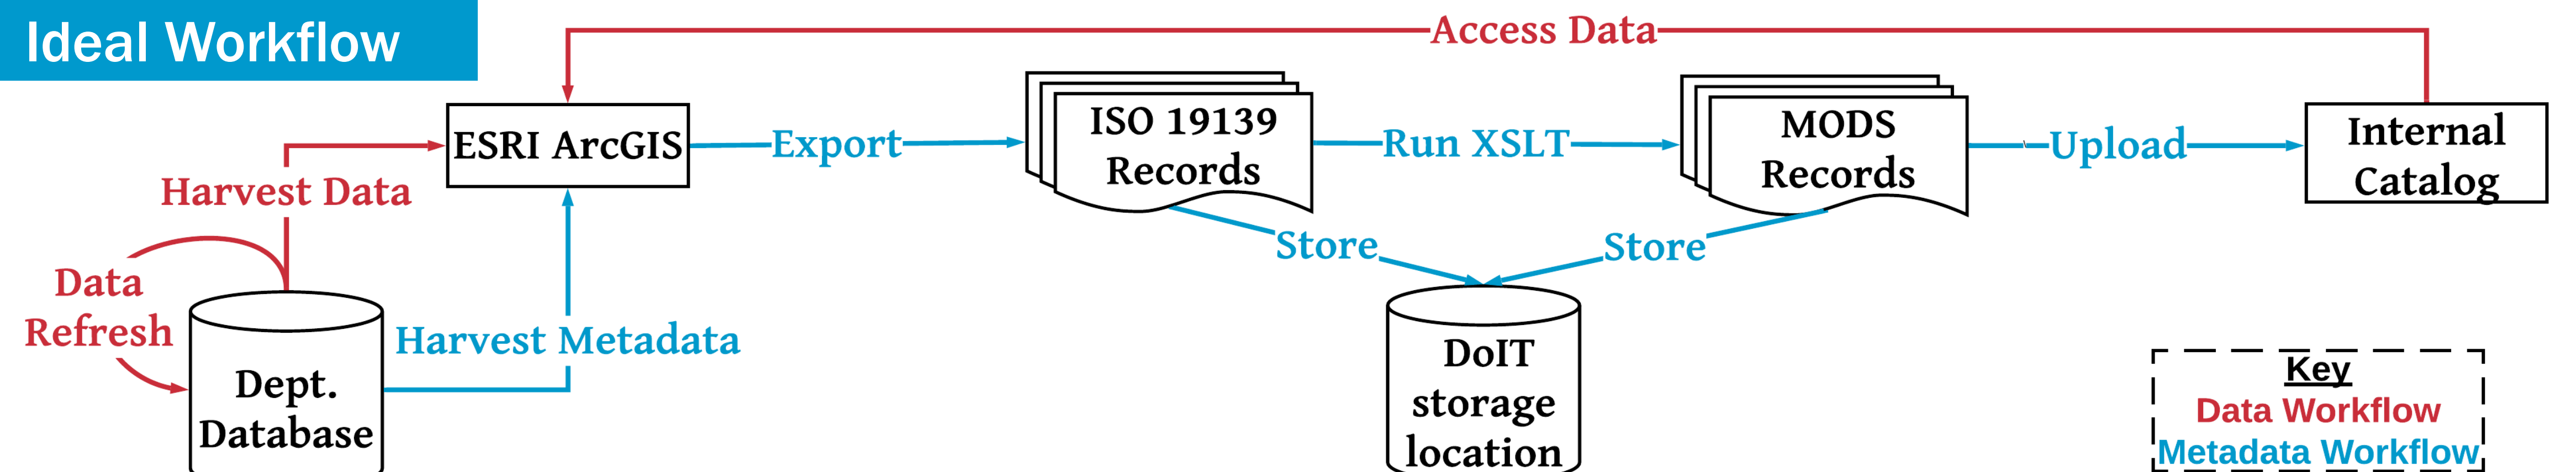 Ideal Workflow
Access Data
ESRI ArcGIS
Export
ISO 19139
Records
Run XSLT
MODS
Records
Upload
Internal
Catalog
Harvest Data
Store
Store
Data
Refresh
Harvest Metadata
Dept.
Database
DoIT
storage
location
Key
Data Workflow
Metadata Workflow